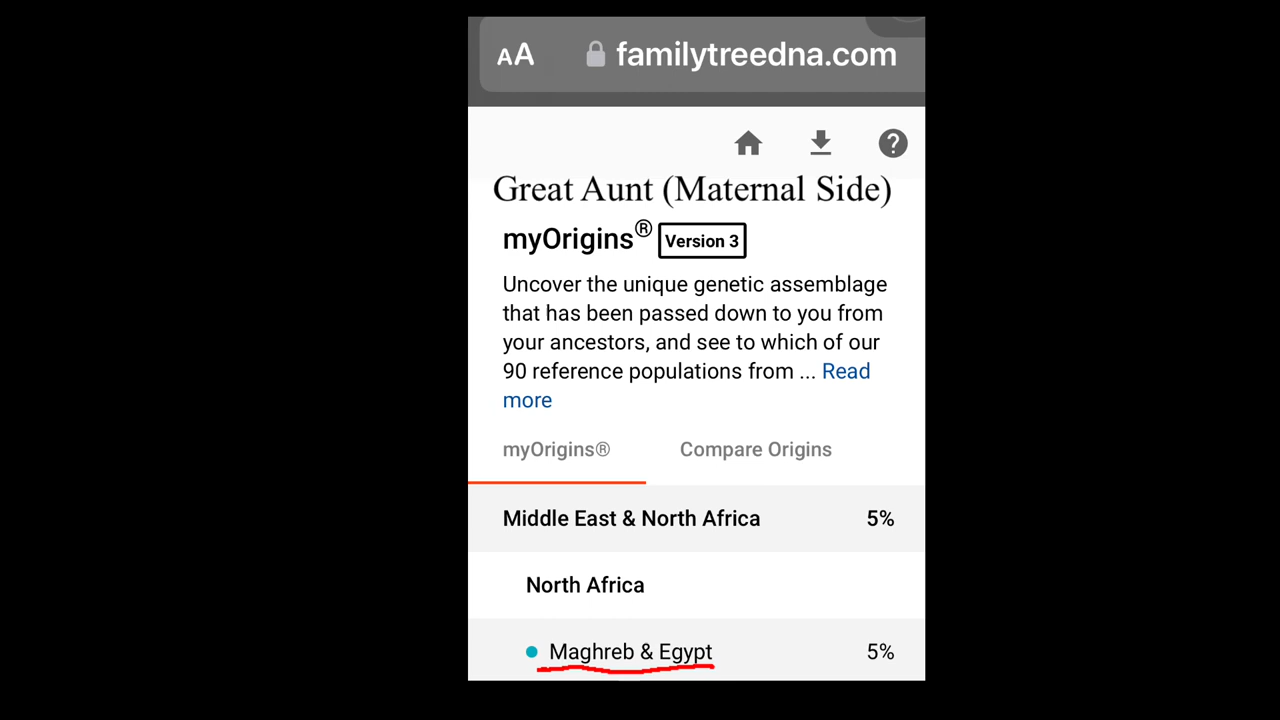 AA familytreedna.com
Great Aunt (Maternal Side)
myOrigins® Version 3
Uncover the unique genetic assemblage
that has been passed down to you from
your ancestors, and see to which of our
90 reference populations from ... Read
more
myOrigins® Compare Origins
Middle East & North Africa 5%
North Africa
Maghreb & Egypt 5%